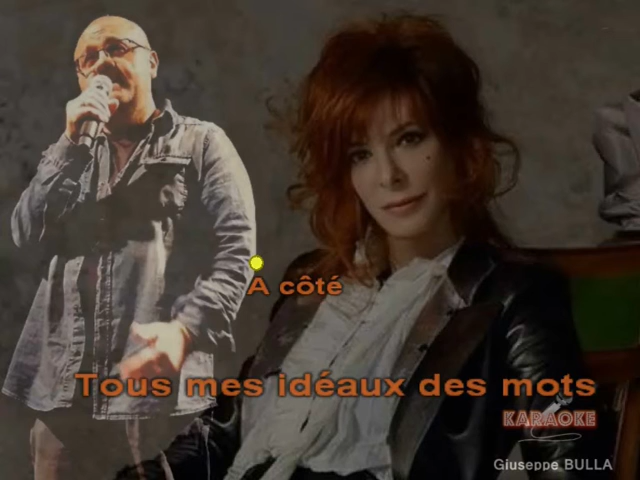 A côté
Tous mes idéaux des mots
KARAOKE
Giuseppe BULLA